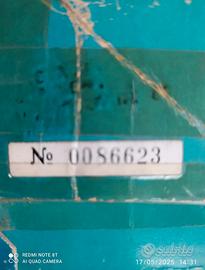 № 0086623
REDMI NOTE 8T
AI QUAD CAMERA
subito
17/05/2025 14:31